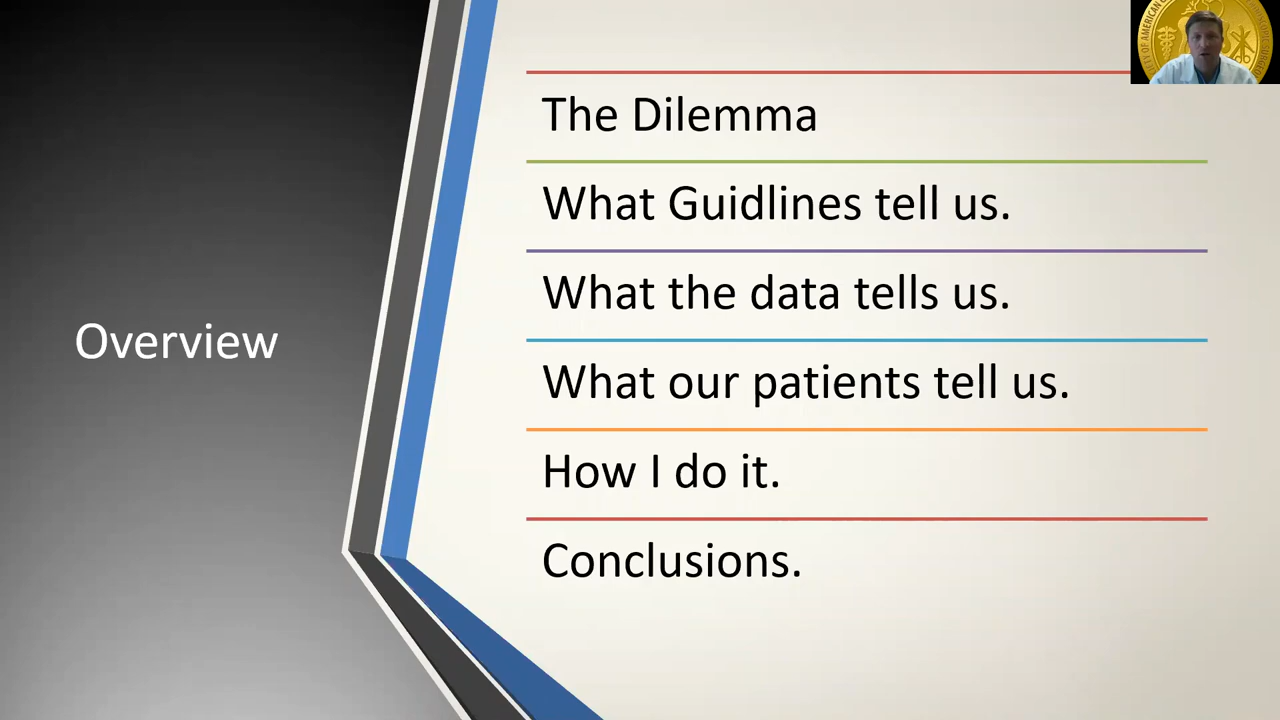 Overview
The Dilemma
What Guidlines tell us.
What the data tells us.
What our patients tell us.
How I do it.
Conclusions.